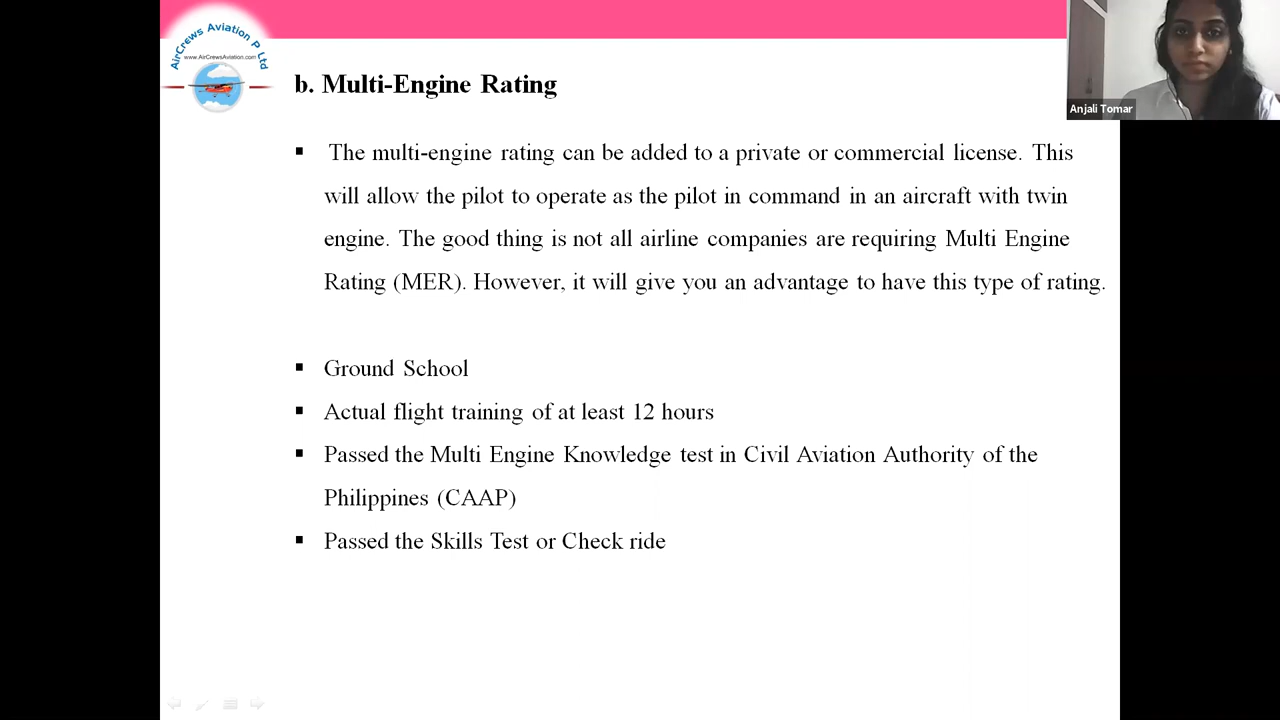 AirCrews Aviation P Ltd
www.AirCrewsAviation.com
Anjali Tomar
b. Multi-Engine Rating
▪ The multi-engine rating can be added to a private or commercial license. This
will allow the pilot to operate as the pilot in command in an aircraft with twin
engine. The good thing is not all airline companies are requiring Multi Engine
Rating (MER). However, it will give you an advantage to have this type of rating.
▪ Ground School
▪ Actual flight training of at least 12 hours
▪ Passed the Multi Engine Knowledge test in Civil Aviation Authority of the
Philippines (CAAP)
▪ Passed the Skills Test or Check ride